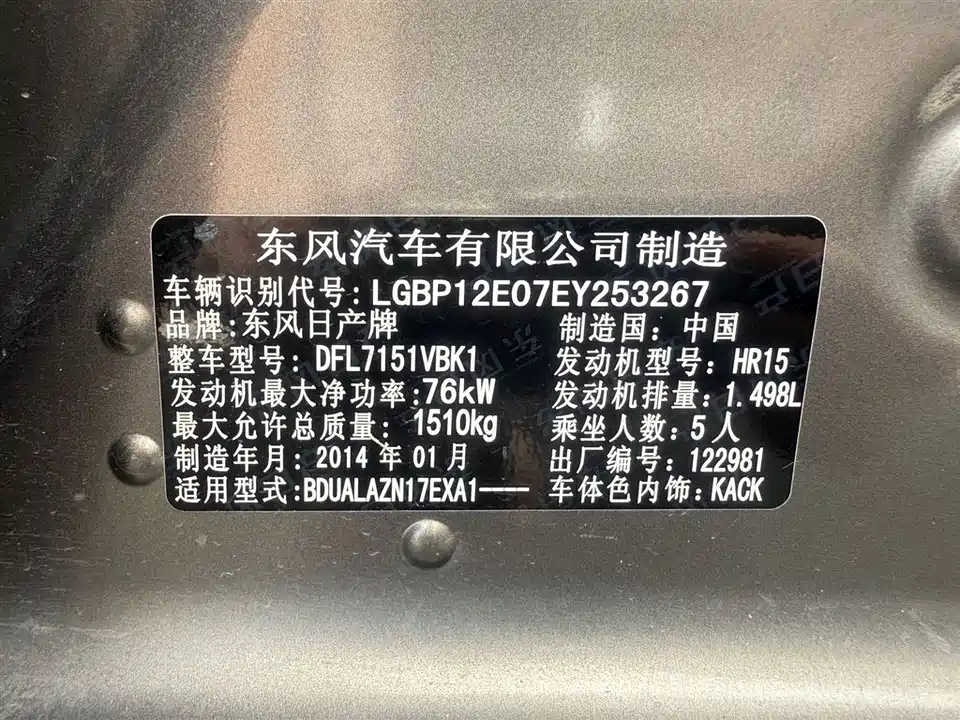 东风汽车有限公司制造
车辆识别代号: LGBP12E07EY253267
品牌: 东风日产牌 制造国: 中国
整车型号: DFL7151VBK1 发动机型号: HR15
发动机最大净功率: 76kW 发动机排量: 1.498L
最大允许总质量: 1510kg 乘坐人数: 5人
制造年月: 2014 年 01 月 出厂编号: 122981
适用型式: BDUALAZN17EXA1---- 车体色内饰: KACK